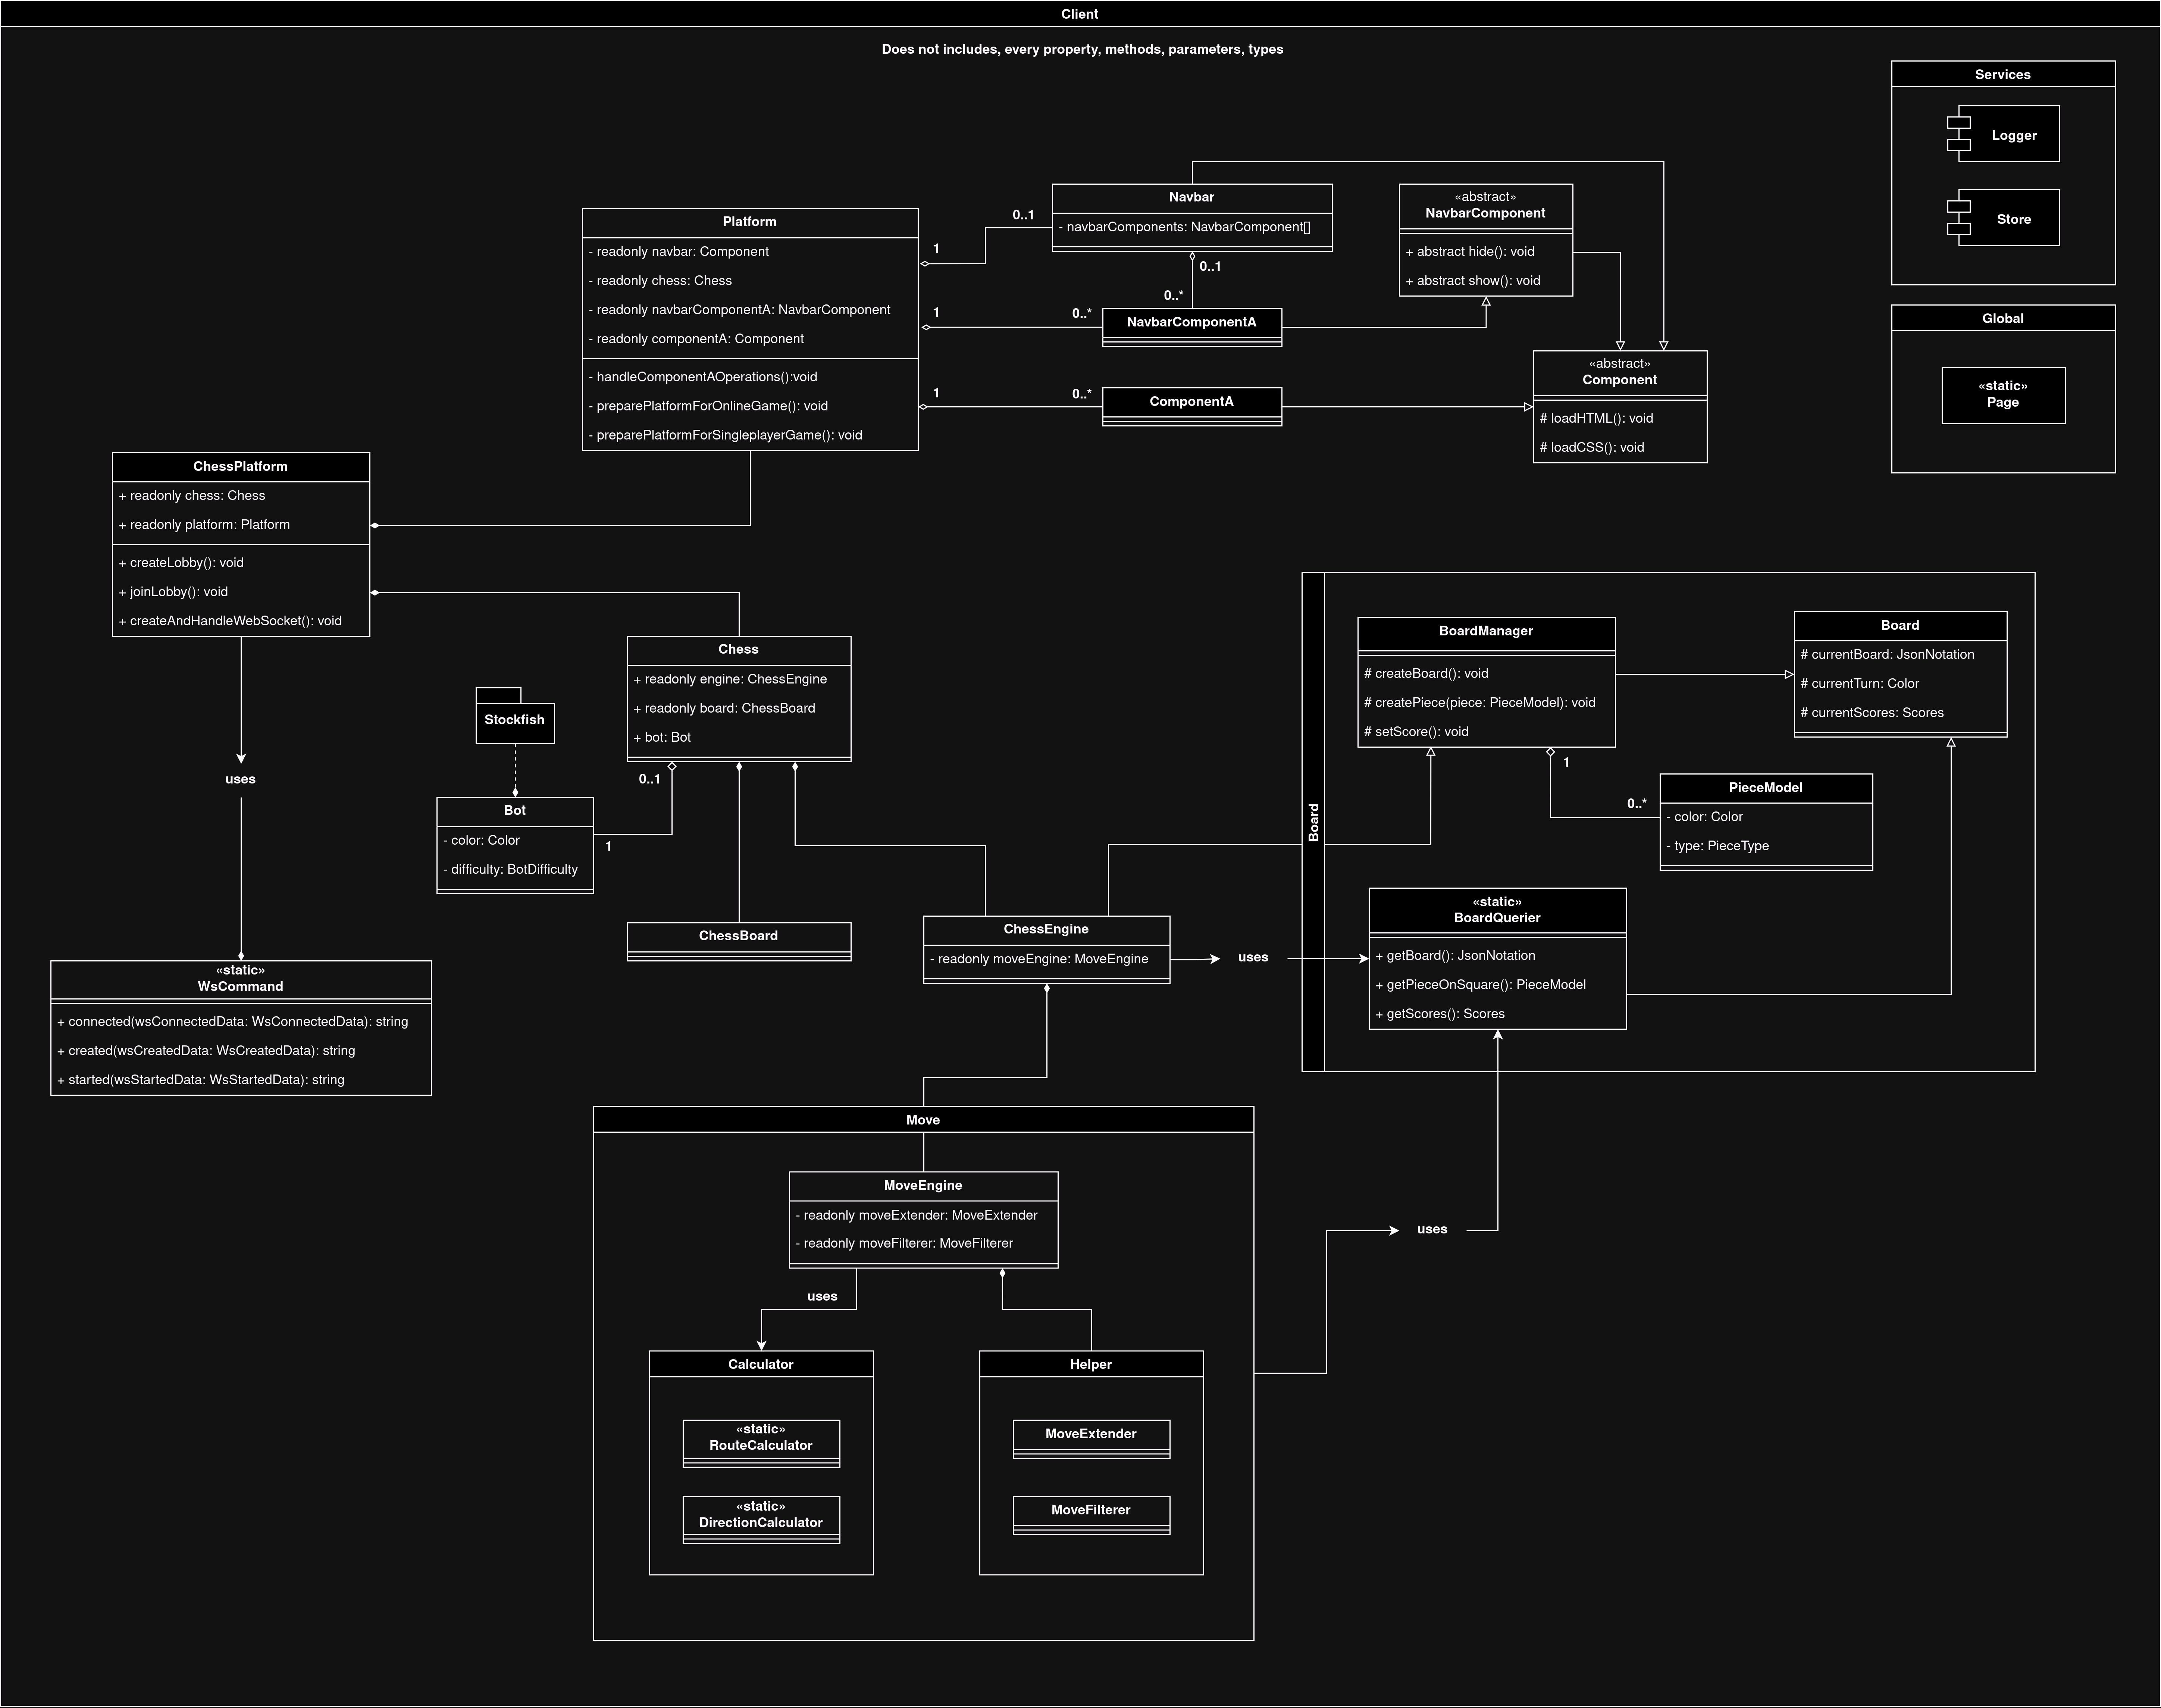 Client
Does not includes, every property, methods, parameters, types
Services
Logger
Store
Global
«static»
Page
Platform
- readonly navbar: Component
- readonly chess: Chess
- readonly navbarComponentA: NavbarComponent
- readonly componentA: Component
- handleComponentAOperations():void
- preparePlatformForOnlineGame(): void
- preparePlatformForSingleplayerGame(): void
1
0..1
1
0..*
1
0..*
Navbar
- navbarComponents: NavbarComponent[]
0..1
0..*
NavbarComponentA
ComponentA
«abstract»
NavbarComponent
+ abstract hide(): void
+ abstract show(): void
«abstract»
Component
# loadHTML(): void
# loadCSS(): void
ChessPlatform
+ readonly chess: Chess
+ readonly platform: Platform
+ createLobby(): void
+ joinLobby(): void
+ createAndHandleWebSocket(): void
uses
«static»
WsCommand
+ connected(wsConnectedData: WsConnectedData): string
+ created(wsCreatedData: WsCreatedData): string
+ started(wsStartedData: WsStartedData): string
Chess
+ readonly engine: ChessEngine
+ readonly board: ChessBoard
+ bot: Bot
0..1
1
Stockfish
Bot
- color: Color
- difficulty: BotDifficulty
ChessBoard
ChessEngine
- readonly moveEngine: MoveEngine
uses
Board
BoardManager
# createBoard(): void
# createPiece(piece: PieceModel): void
# setScore(): void
1
0..*
Board
# currentBoard: JsonNotation
# currentTurn: Color
# currentScores: Scores
PieceModel
- color: Color
- type: PieceType
«static»
BoardQuerier
+ getBoard(): JsonNotation
+ getPieceOnSquare(): PieceModel
+ getScores(): Scores
Move
MoveEngine
- readonly moveExtender: MoveExtender
- readonly moveFilterer: MoveFilterer
uses
uses
Calculator
«static»
RouteCalculator
«static»
DirectionCalculator
Helper
MoveExtender
MoveFilterer